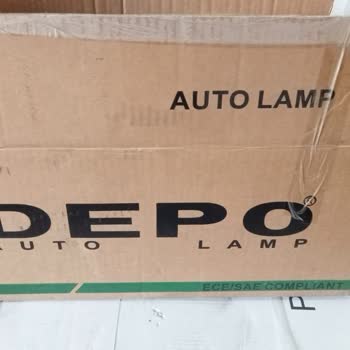 AUTO LAMP
DEPO®
AUTO LAMP
ECE/SAE COMPLIANT
P